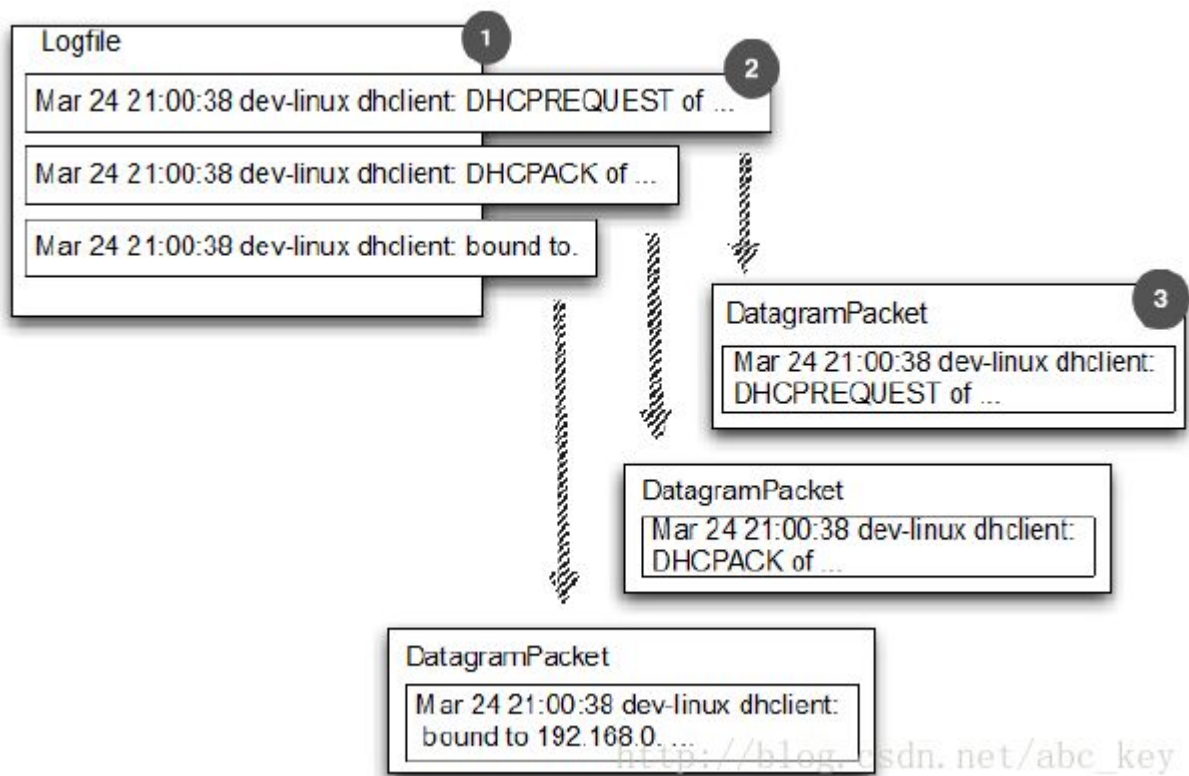 Logfile
1
Mar 24 21:00:38 dev-linux dhclient: DHCPREQUEST of ...
2
Mar 24 21:00:38 dev-linux dhclient: DHCPACK of ...
Mar 24 21:00:38 dev-linux dhclient: bound to.
DatagramPacket
3
Mar 24 21:00:38 dev-linux dhclient:
DHCPREQUEST of ...
DatagramPacket
Mar 24 21:00:38 dev-linux dhclient:
DHCPACK of ...
DatagramPacket
Mar 24 21:00:38 dev-linux dhclient:
bound to 192.168.0. ...
http://blog.csdn.net/abc_key